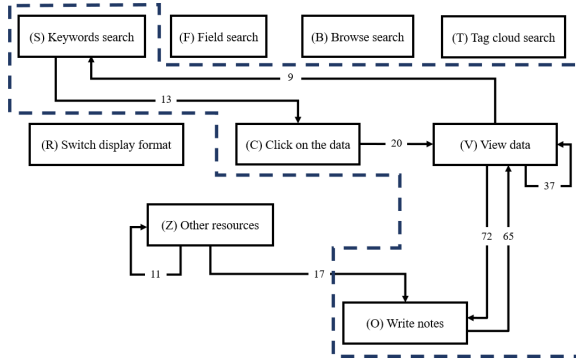 (S) Keywords search
(F) Field search
(B) Browse search
(T) Tag cloud search
9
13
(R) Switch display format
(C) Click on the data
20
(V) View data
37
(Z) Other resources
72
65
11
17
(O) Write notes